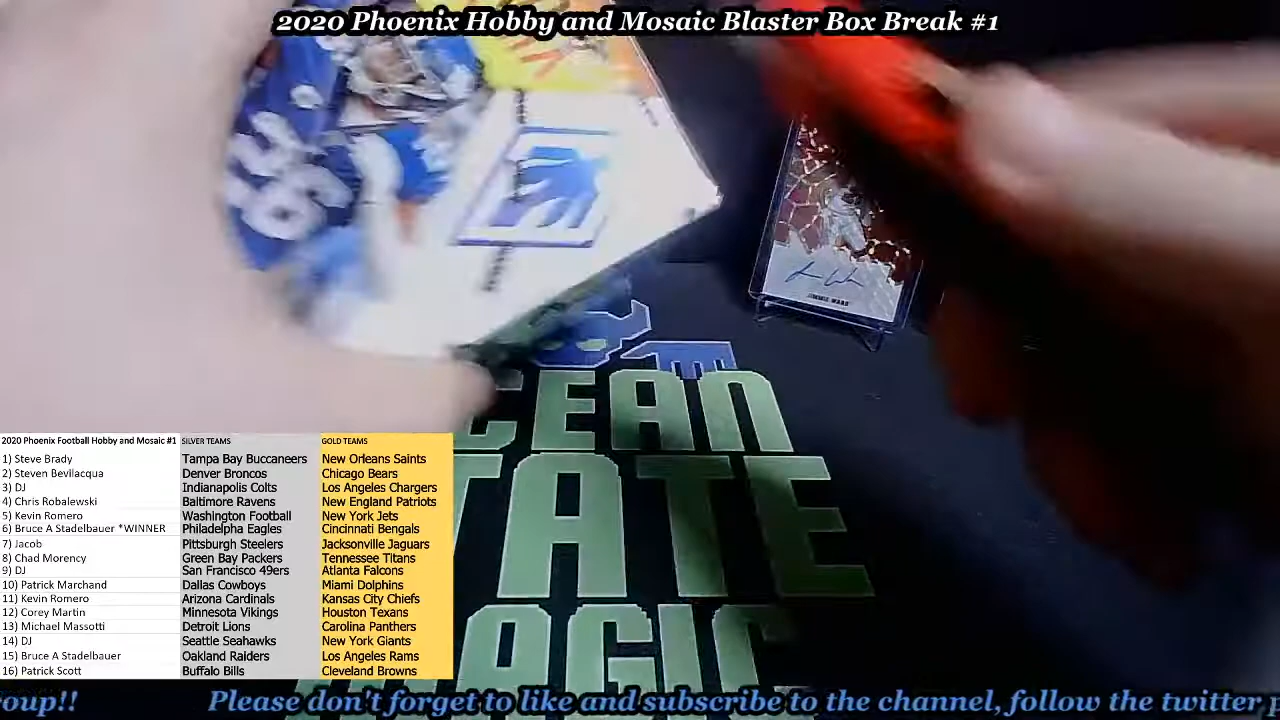 2020 Phoenix Hobby and Mosaic Blaster Box Break #1
36
JIMMIE WARD
CEAN
TATE
MAGIC
2020 Phoenix Football Hobby and Mosaic #1 SILVER TEAMS GOLD TEAMS
1) Steve Brady Tampa Bay Buccaneers New Orleans Saints
2) Steven Bevilacqua Denver Broncos Chicago Bears
3) DJ Indianapolis Colts Los Angeles Chargers
4) Chris Robalewski Baltimore Ravens New England Patriots
5) Kevin Romero Washington Football New York Jets
6) Bruce A Stadelbauer *WINNER Philadelpha Eagles Cincinnati Bengals
7) Jacob Pittsburgh Steelers Jacksonville Jaguars
8) Chad Morency Green Bay Packers Tennessee Titans
9) DJ San Francisco 49ers Atlanta Falcons
10) Patrick Marchand Dallas Cowboys Miami Dolphins
11) Kevin Romero Arizona Cardinals Kansas City Chiefs
12) Corey Martin Minnesota Vikings Houston Texans
13) Michael Massotti Detroit Lions Carolina Panthers
14) DJ Seattle Seahawks New York Giants
15) Bruce A Stadelbauer Oakland Raiders Los Angeles Rams
16) Patrick Scott Buffalo Bills Cleveland Browns
roup!! Please don't forget to like and subscribe to the channel, follow the twitter p